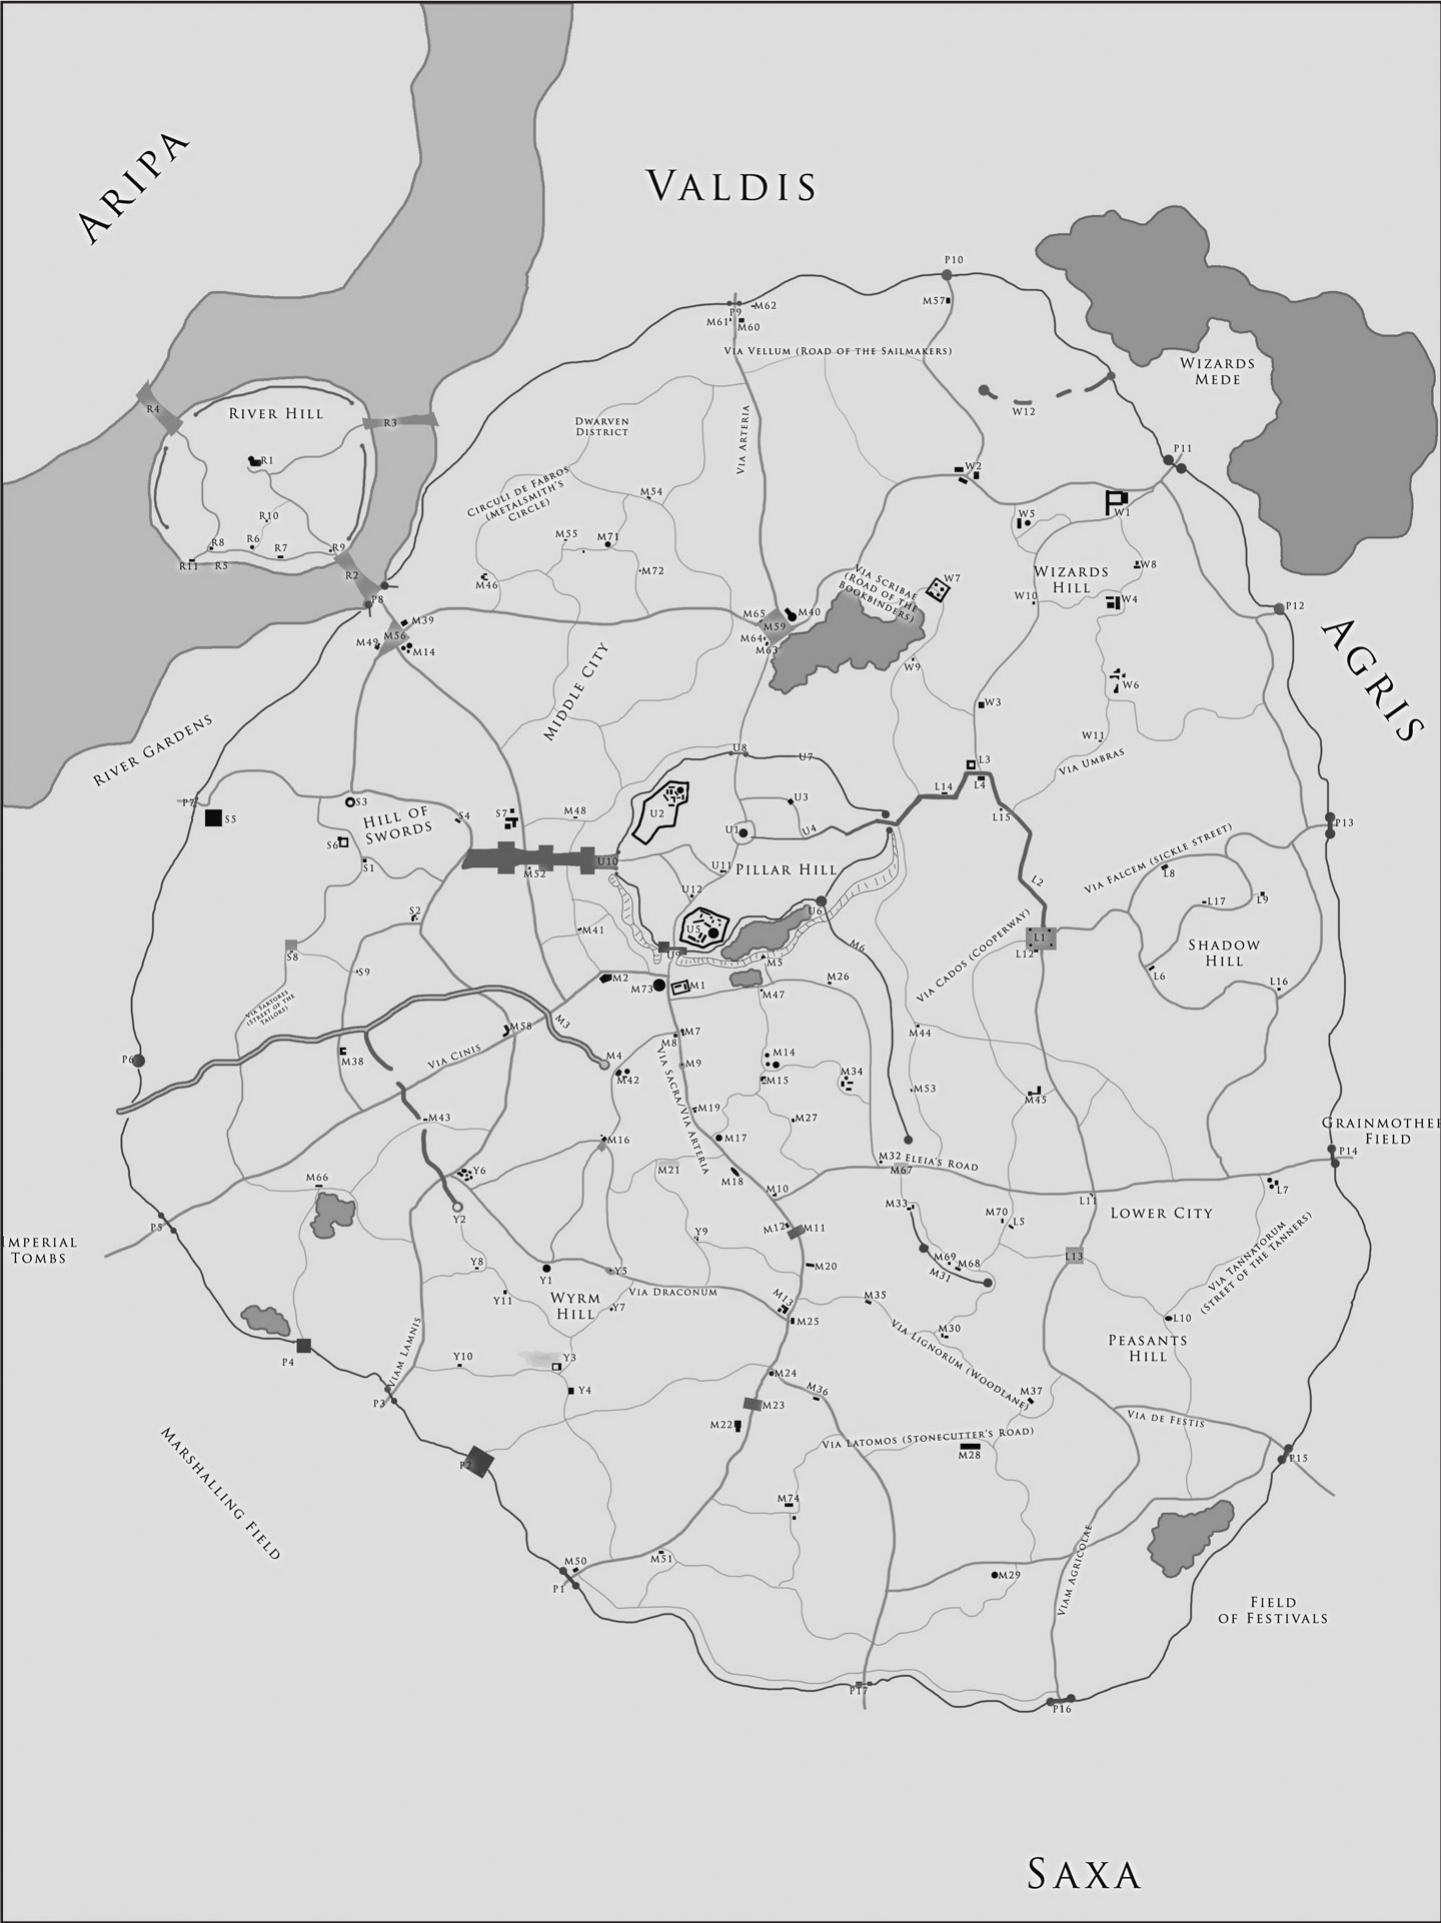 ARIPA
VALDIS
P10
M57
M62
P9
M61
M60
VIA VELLUM (ROAD OF THE SAILMAKERS)
WIZARDS
MEDE
R4
RIVER HILL
R3
W12
DWARVEN
DISTRICT
VIA ARTERIA
P11
R1
W2
CIRCULI DE FABROS
(METALSMITH'S
CIRCLE)
M54
W1
R10
W5
M55
M71
R8
R6
R7
R9
R11
R5
R2
M46
M72
VIA SCRIBAE
(ROAD OF THE
BOOKBINDERS)
W7
WIZARDS
HILL
W8
W4
W10
P8
P12
M39
M56
M49
M14
M65
M40
M59
M64
M63
AGRIS
W9
W6
MIDDLE CITY
W3
RIVER GARDENS
W11
VIA UMBRAS
U8
U7
L3
L4
L14
L15
P7
S3
S5
HILL OF
SWORDS
S4
S7
M48
U2
U3
U1
U4
P13
S6
S1
U10
M52
U11
PILLAR HILL
U12
L2
VIA FALCEM (SICKLE STREET)
L8
L17
L9
S2
M41
U5
U6
M6
VIA CADOS (COOPERWAY)
L1
L12
SHADOW
HILL
S8
S9
U9
M5
L6
L16
M2
M73
M1
M47
M26
VIA SARTORES
(STREET OF THE
TAILORS)
M58
M3
M7
M8
M44
P6
M38
VIA CINIS
M4
M42
M9
M14
M15
M34
M53
M45
VIA SACRA/VIA ARTERIA
M43
M19
M27
M17
M16
GRAINMOTHER
FIELD
P14
M32
ELEIA'S ROAD
M67
Y6
M21
M18
M66
M10
L11
L7
LOWER CITY
P5
IMPERIAL
TOMBS
Y2
M33
M70
L5
M12
M11
Y9
L13
VIA TANNATORUM
(STREET OF THE TANNERS)
Y8
Y1
Y5
M20
M69
M68
M31
Y11
WYRM
HILL
Y7
VIA DRACONUM
M13
M25
M35
L10
VIAM LAMNIS
M30
VIA LIGNORUM (WOODLANE)
PEASANTS
HILL
P4
Y10
Y3
Y4
M24
M36
M37
P3
M23
M22
VIA DE FESTIS
VIA LATOMOS (STONECUTTER'S ROAD)
M28
P15
P2
MARSHALLING FIELD
M74
M50
M51
P1
M29
VIAM AGRICOLAE
FIELD
OF FESTIVALS
P17
P16
SAXA